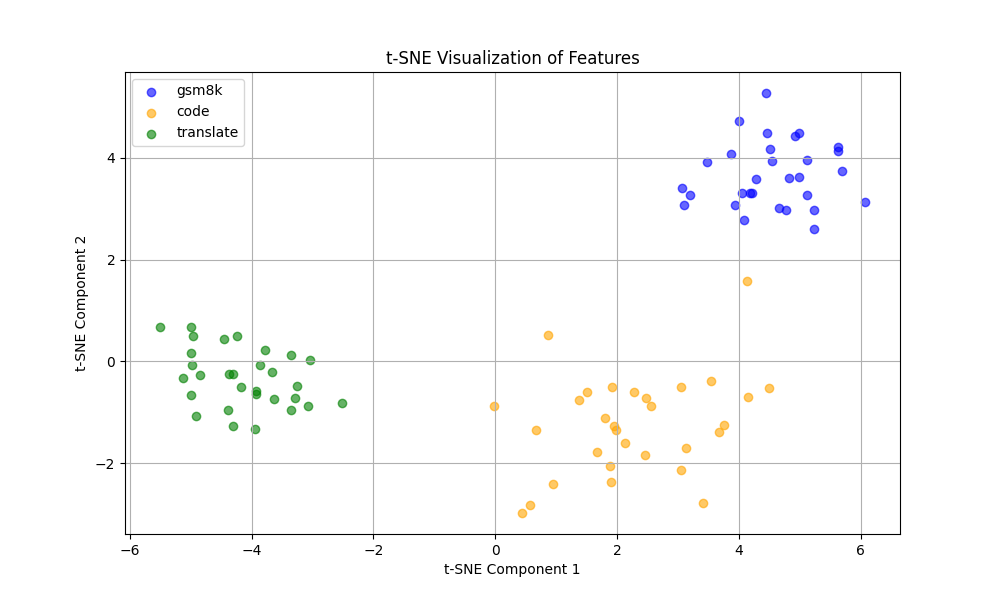 t-SNE Visualization of Features
gsm8k
code
translate
4
2
0
−2
t-SNE Component 2
−6
−4
−2
0
2
4
6
t-SNE Component 1